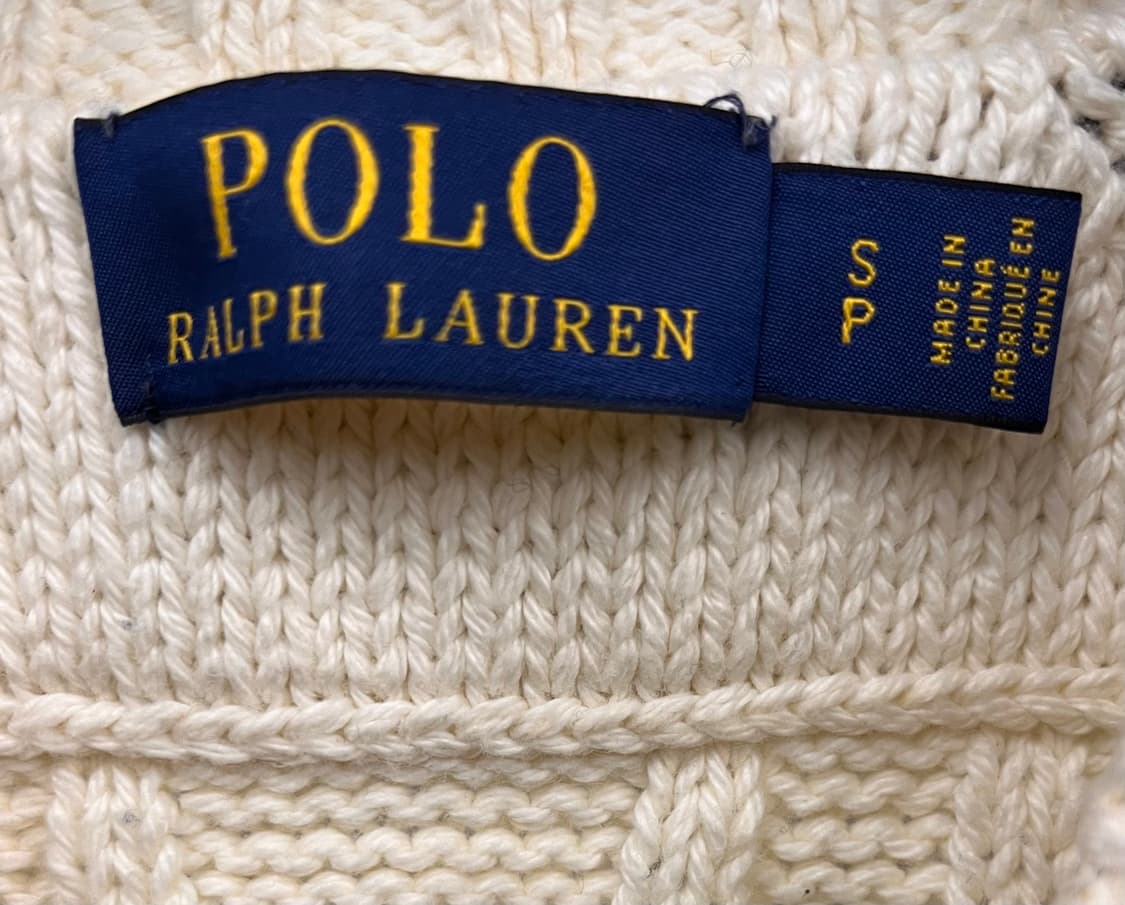 POLO
RALPH LAUREN
S
P
MADE IN
CHINA
FABRIQUÉ EN
CHINE